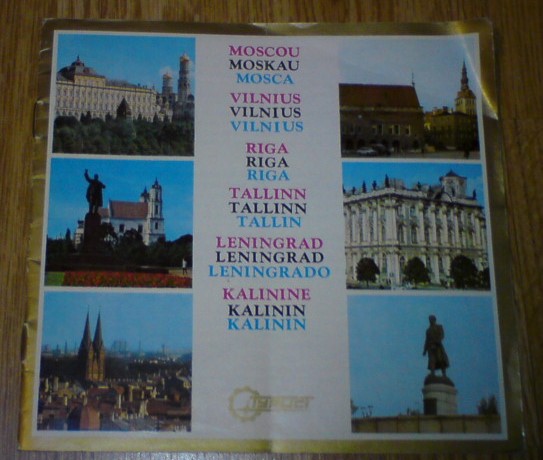 MOSCOU
MOSKAU
MOSCA
VILNIUS
VILNIUS
VILNIUS
RIGA
RIGA
RIGA
TALLINN
TALLINN
TALLIN
LENINGRAD
LENINGRAD
LENINGRADO
KALININE
KALININ
KALININ